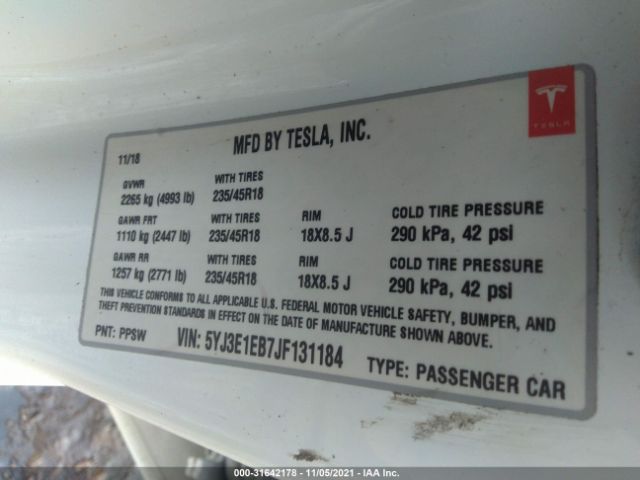 TESLA
MFD BY TESLA, INC.
11/18
GVWR WITH TIRES
2265 kg (4993 lb) 235/45R18
GAWR FRT WITH TIRES RIM COLD TIRE PRESSURE
1110 kg (2447 lb) 235/45R18 18X8.5 J 290 kPa, 42 psi
GAWR RR WITH TIRES RIM COLD TIRE PRESSURE
1257 kg (2771 lb) 235/45R18 18X8.5 J 290 kPa, 42 psi
THIS VEHICLE CONFORMS TO ALL APPLICABLE U.S. FEDERAL MOTOR VEHICLE SAFETY, BUMPER, AND
THEFT PREVENTION STANDARDS IN EFFECT ON THE DATE OF MANUFACTURE SHOWN ABOVE.
PNT: PPSW VIN: 5YJ3E1EB7JF131184 TYPE: PASSENGER CAR
000-31642178 - 11/05/2021 - IAA Inc.